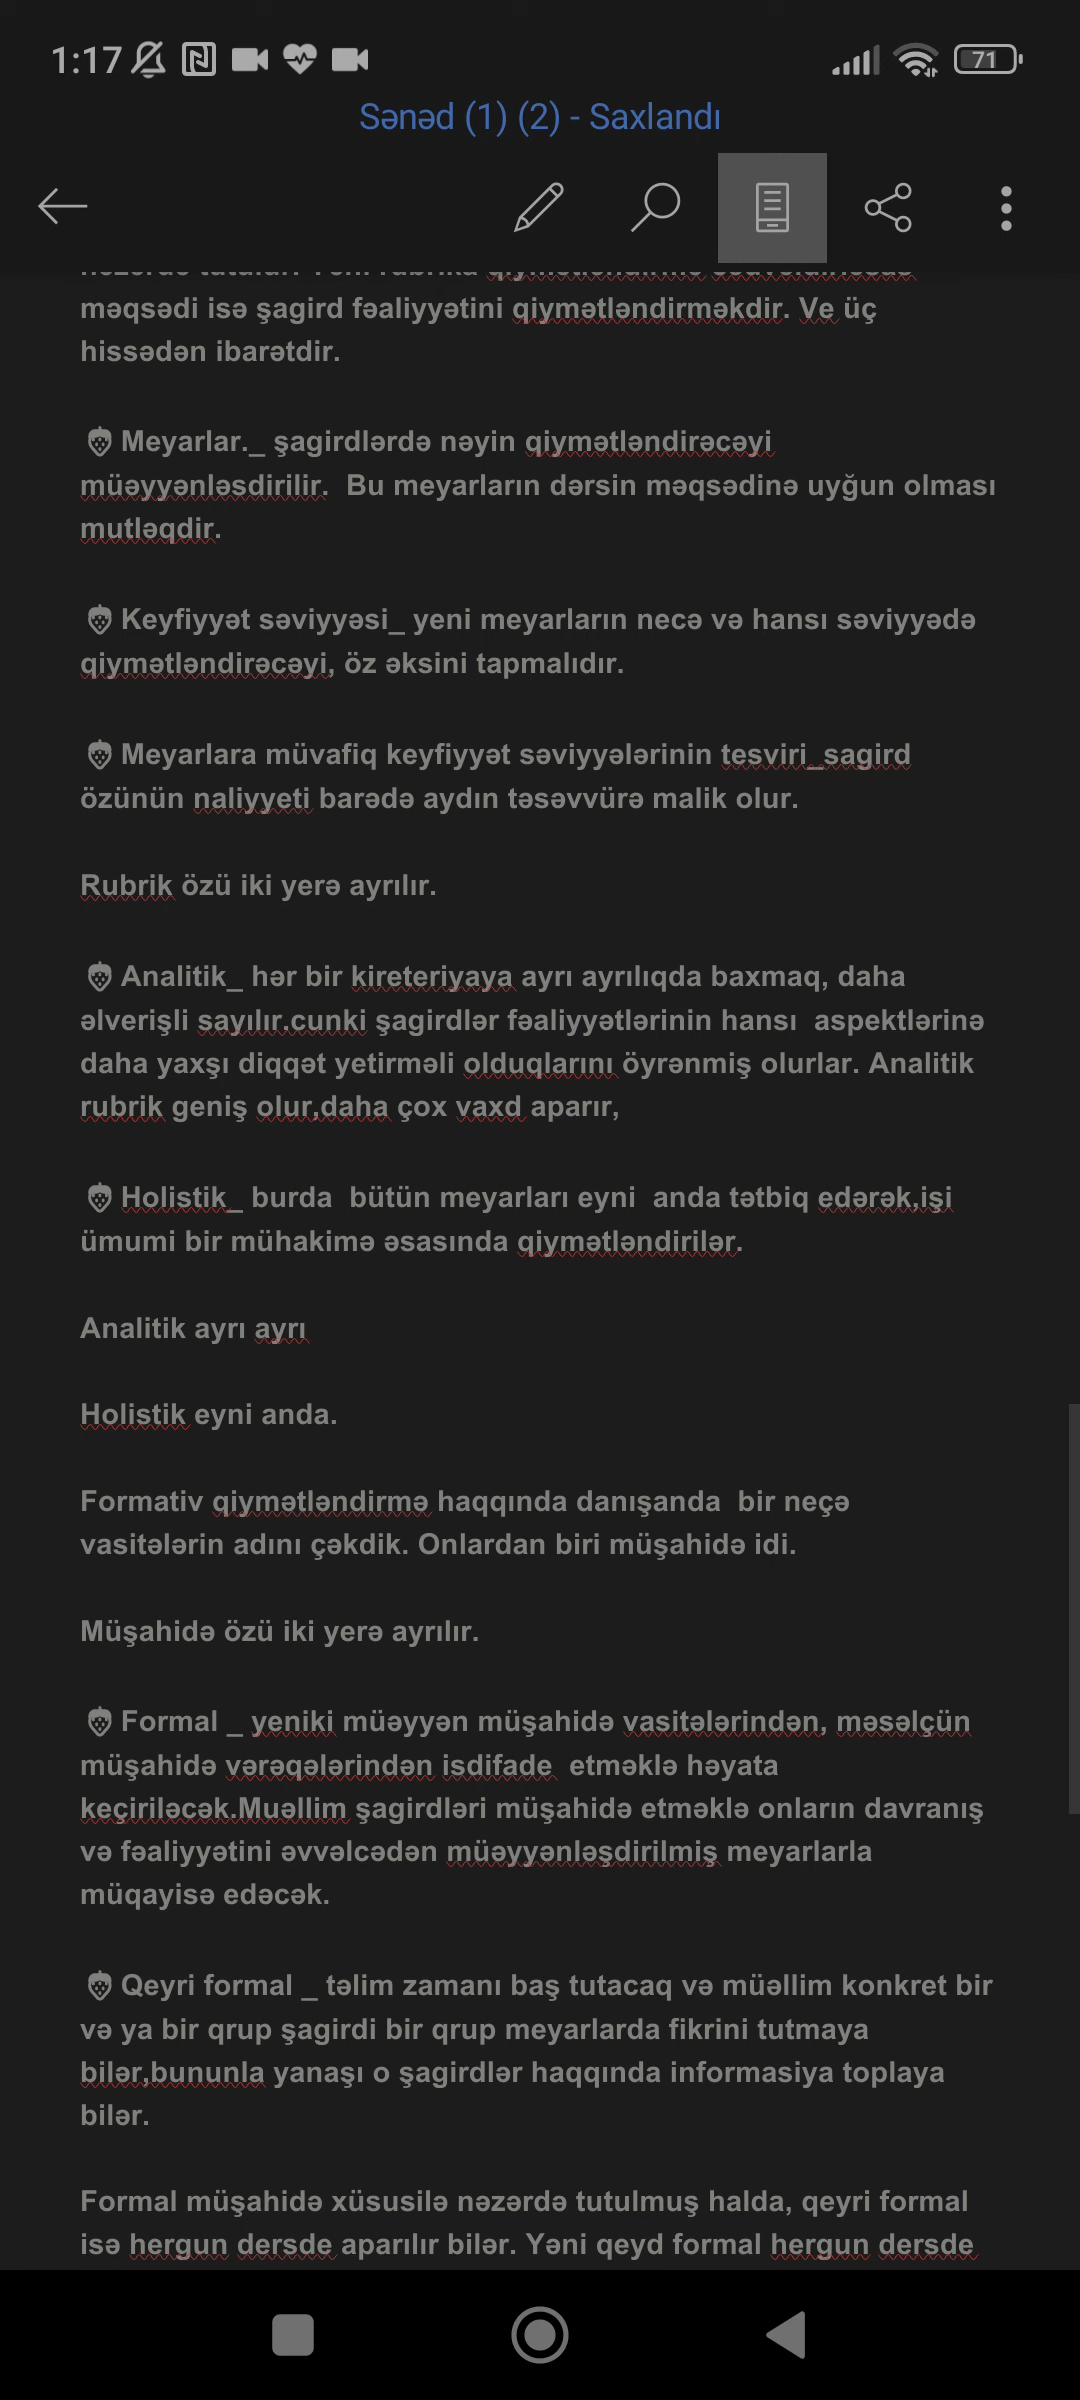 1:17
71
Sənəd (1) (2) - Saxlandı
məqsədi isə şagird fəaliyyətini qiymətləndirməkdir. Ve üç
hissədən ibarətdir.
🍓Meyarlar._ şagirdlərdə nəyin qiymətləndirəcəyi
müəyyənləsdirilir.  Bu meyarların dərsin məqsədinə uyğun olması
mutləqdir.
🍓Keyfiyyət səviyyəsi_ yeni meyarların necə və hansı səviyyədə
qiymətləndirəcəyi, öz əksini tapmalıdır.
🍓Meyarlara müvafiq keyfiyyət səviyyələrinin tesviri_sagird
özünün naliyyeti barədə aydın təsəvvürə malik olur.
Rubrik özü iki yerə ayrılır.
🍓Analitik_ hər bir kireteriyaya ayrı ayrılıqda baxmaq, daha
əlverişli sayılır.cunki şagirdlər fəaliyyətlərinin hansı  aspektlərinə
daha yaxşı diqqət yetirməli olduqlarını öyrənmiş olurlar. Analitik
rubrik geniş olur,daha çox vaxd aparır,
🍓Holistik_ burda  bütün meyarları eyni  anda tətbiq edərək,işi
ümumi bir mühakimə əsasında qiymətləndirilər.
Analitik ayrı ayrı
Holistik eyni anda.
Formativ qiymətləndirmə haqqında danışanda  bir neçə
vasitələrin adını çəkdik. Onlardan biri müşahidə idi.
Müşahidə özü iki yerə ayrılır.
🍓Formal _ yeniki müəyyən müşahidə vasitələrindən, məsəlçün
müşahidə vərəqələrindən isdifade  etməklə həyata
keçiriləcək.Muəllim şagirdləri müşahidə etməklə onların davranış
və fəaliyyətini əvvəlcədən müəyyənləşdirilmiş meyarlarla
müqayisə edəcək.
🍓Qeyri formal _ təlim zamanı baş tutacaq və müəllim konkret bir
və ya bir qrup şagirdi bir qrup meyarlarda fikrini tutmaya
bilər,bununla yanaşı o şagirdlər haqqında informasiya toplaya
bilər.
Formal müşahidə xüsusilə nəzərdə tutulmuş halda, qeyri formal
isə hergun dersde aparılır bilər. Yəni qeyd formal hergun dersde